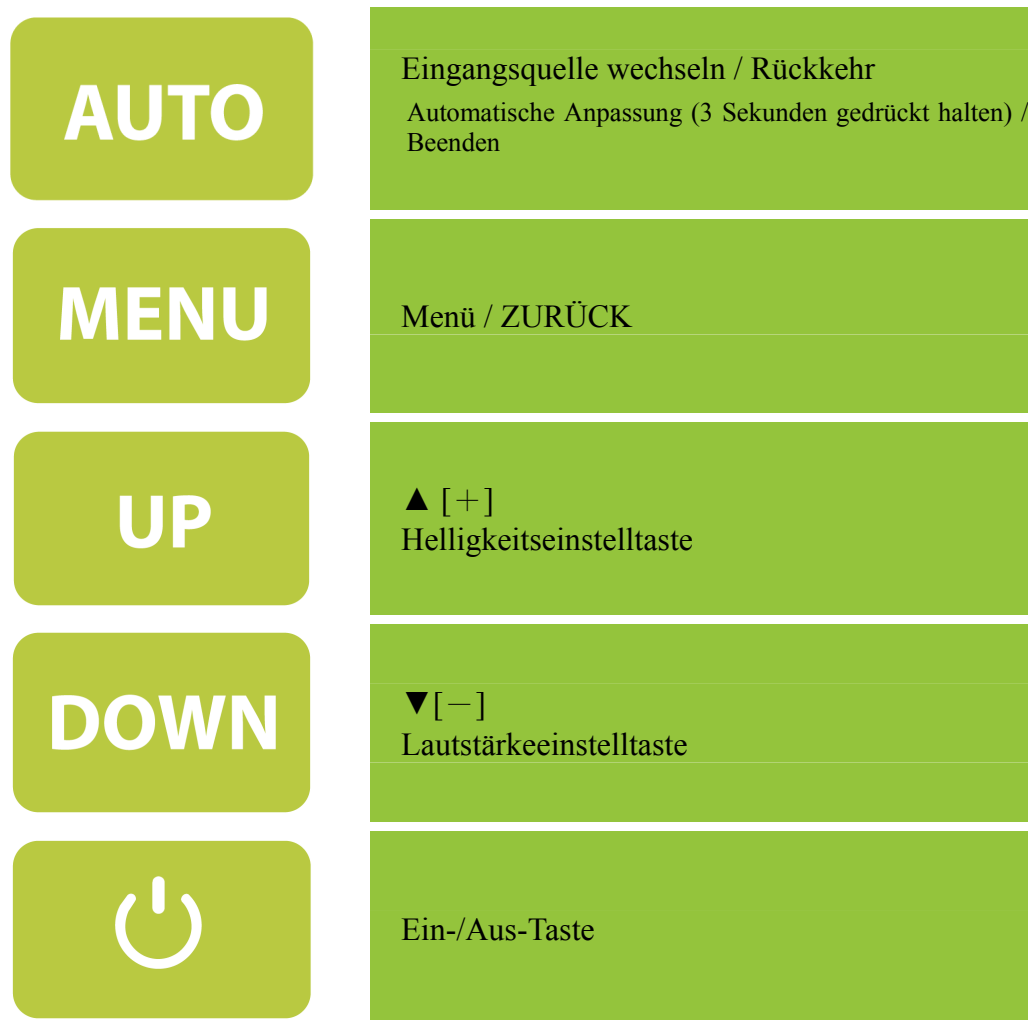 AUTO
Eingangsquelle wechseln / Rückkehr
Automatische Anpassung (3 Sekunden gedrückt halten) /
Beenden
MENU
Menü / ZURÜCK
UP
▲ [+]
Helligkeitseinstelltaste
DOWN
▼[−]
Lautstärkeeinstelltaste
Ein-/Aus-Taste